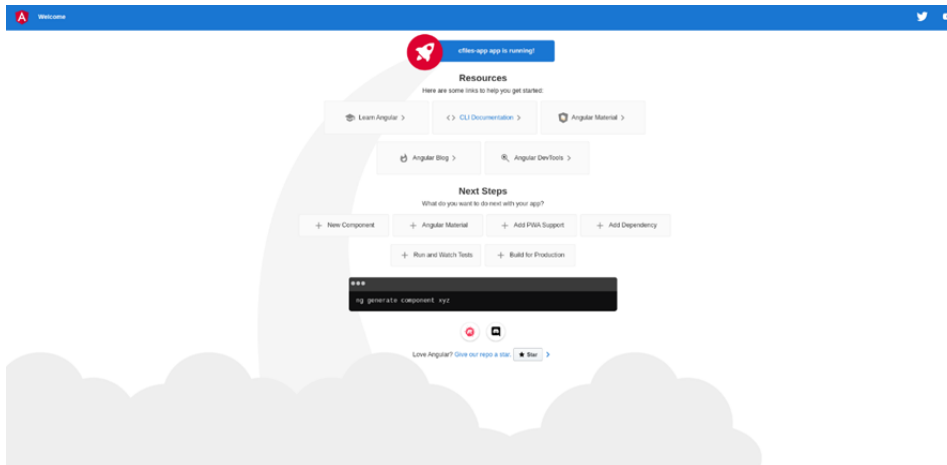 Welcome
cfiles-app app is running!
Resources
Here are some links to help you get started:
Learn Angular
CLI Documentation
Angular Material
Angular Blog
Angular DevTools
Next Steps
What do you want to do next with your app?
New Component
Angular Material
Add PWA Support
Add Dependency
Run and Watch Tests
Build for Production
ng generate component xyz
Love Angular? Give our repo a star. Star